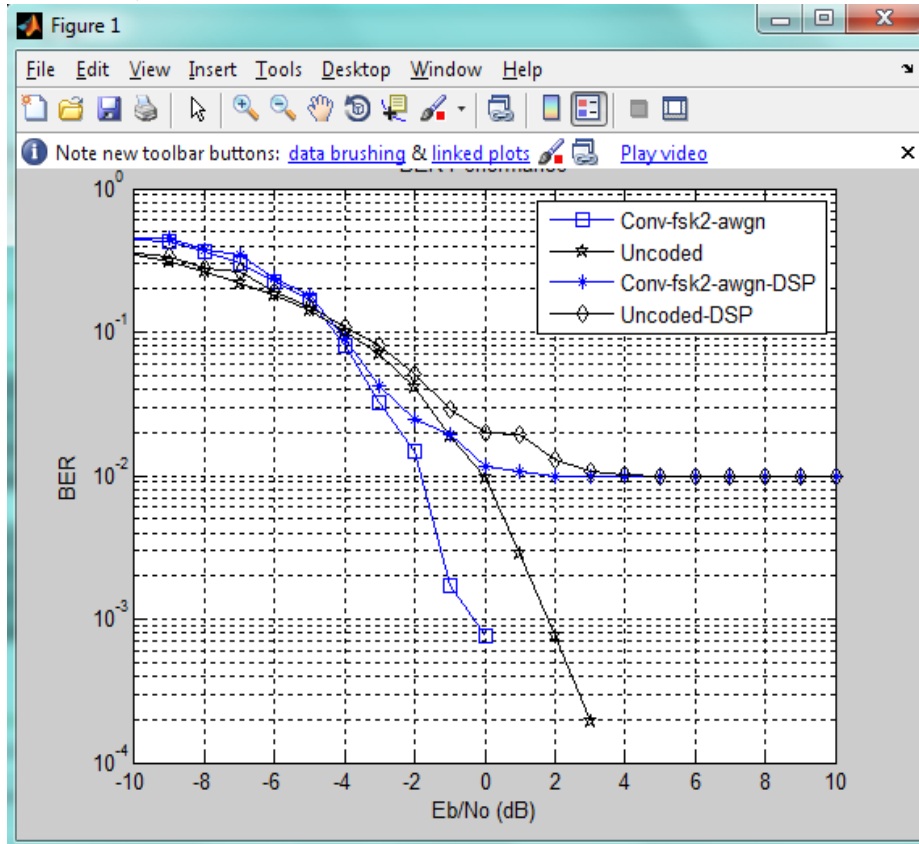 Figure 1
File Edit View Insert Tools Desktop Window Help
Note new toolbar buttons: data brushing & linked plots Play video
BER Performance
Conv-fsk2-awgn
Uncoded
Conv-fsk2-awgn-DSP
Uncoded-DSP
10^0
10^-1
10^-2
10^-3
10^-4
BER
-10 -8 -6 -4 -2 0 2 4 6 8 10
Eb/No (dB)